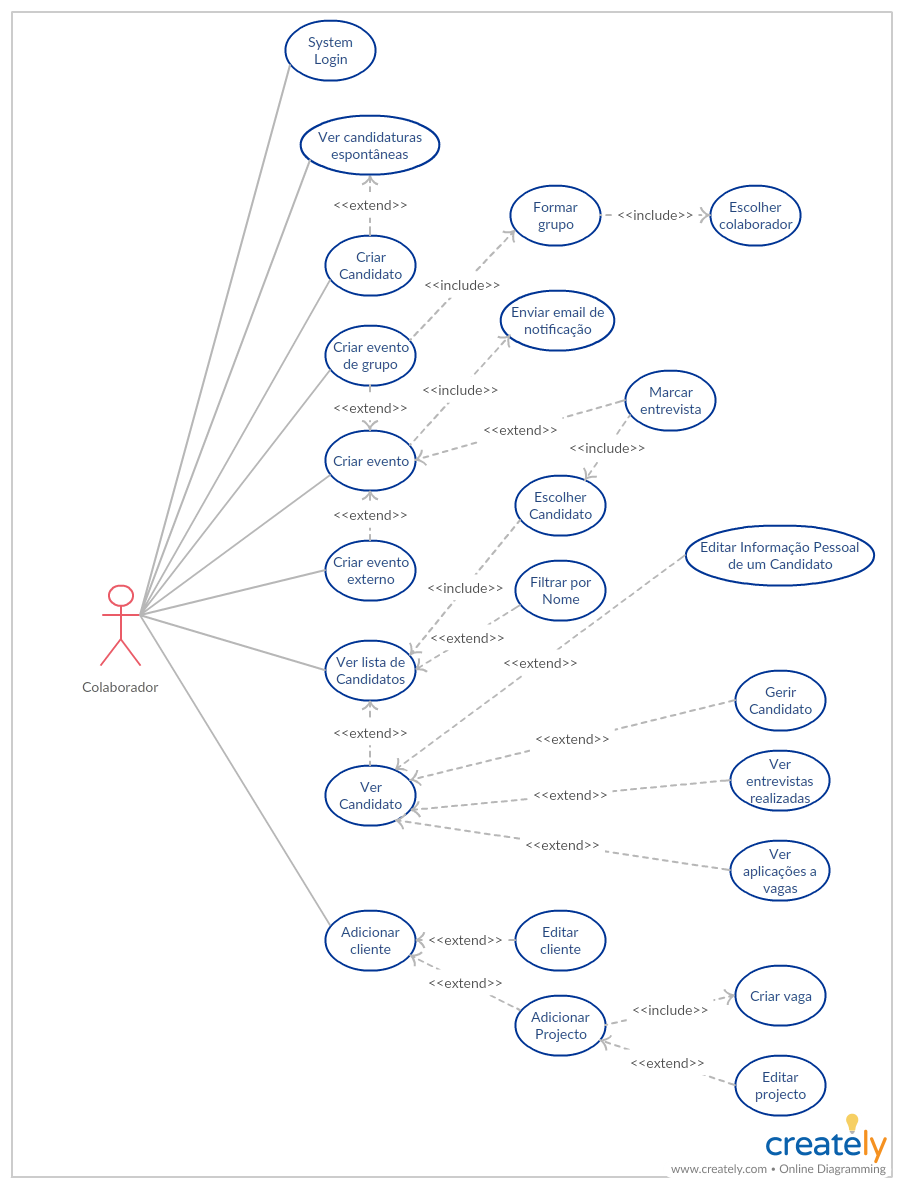 System
Login
Ver candidaturas
espontâneas
<<extend>>
Formar
grupo
<<include>>
Escolher
colaborador
Criar
Candidato
<<include>>
Enviar email de
notificação
Criar evento
de grupo
<<extend>>
<<include>>
Marcar
entrevista
<<extend>>
<<include>>
Criar evento
<<extend>>
Escolher
Candidato
Editar Informação Pessoal
de um Candidato
Criar evento
externo
<<include>>
Filtrar por
Nome
<<extend>>
<<extend>>
Ver lista de
Candidatos
Colaborador
<<extend>>
Gerir
Candidato
<<extend>>
Ver
Candidato
<<extend>>
Ver
entrevistas
realizadas
<<extend>>
Ver
aplicações a
vagas
Adicionar
cliente
<<extend>>
Editar
cliente
<<extend>>
Adicionar
Projecto
<<include>>
Criar vaga
<<extend>>
Editar
projecto
creately
www.creately.com • Online Diagramming